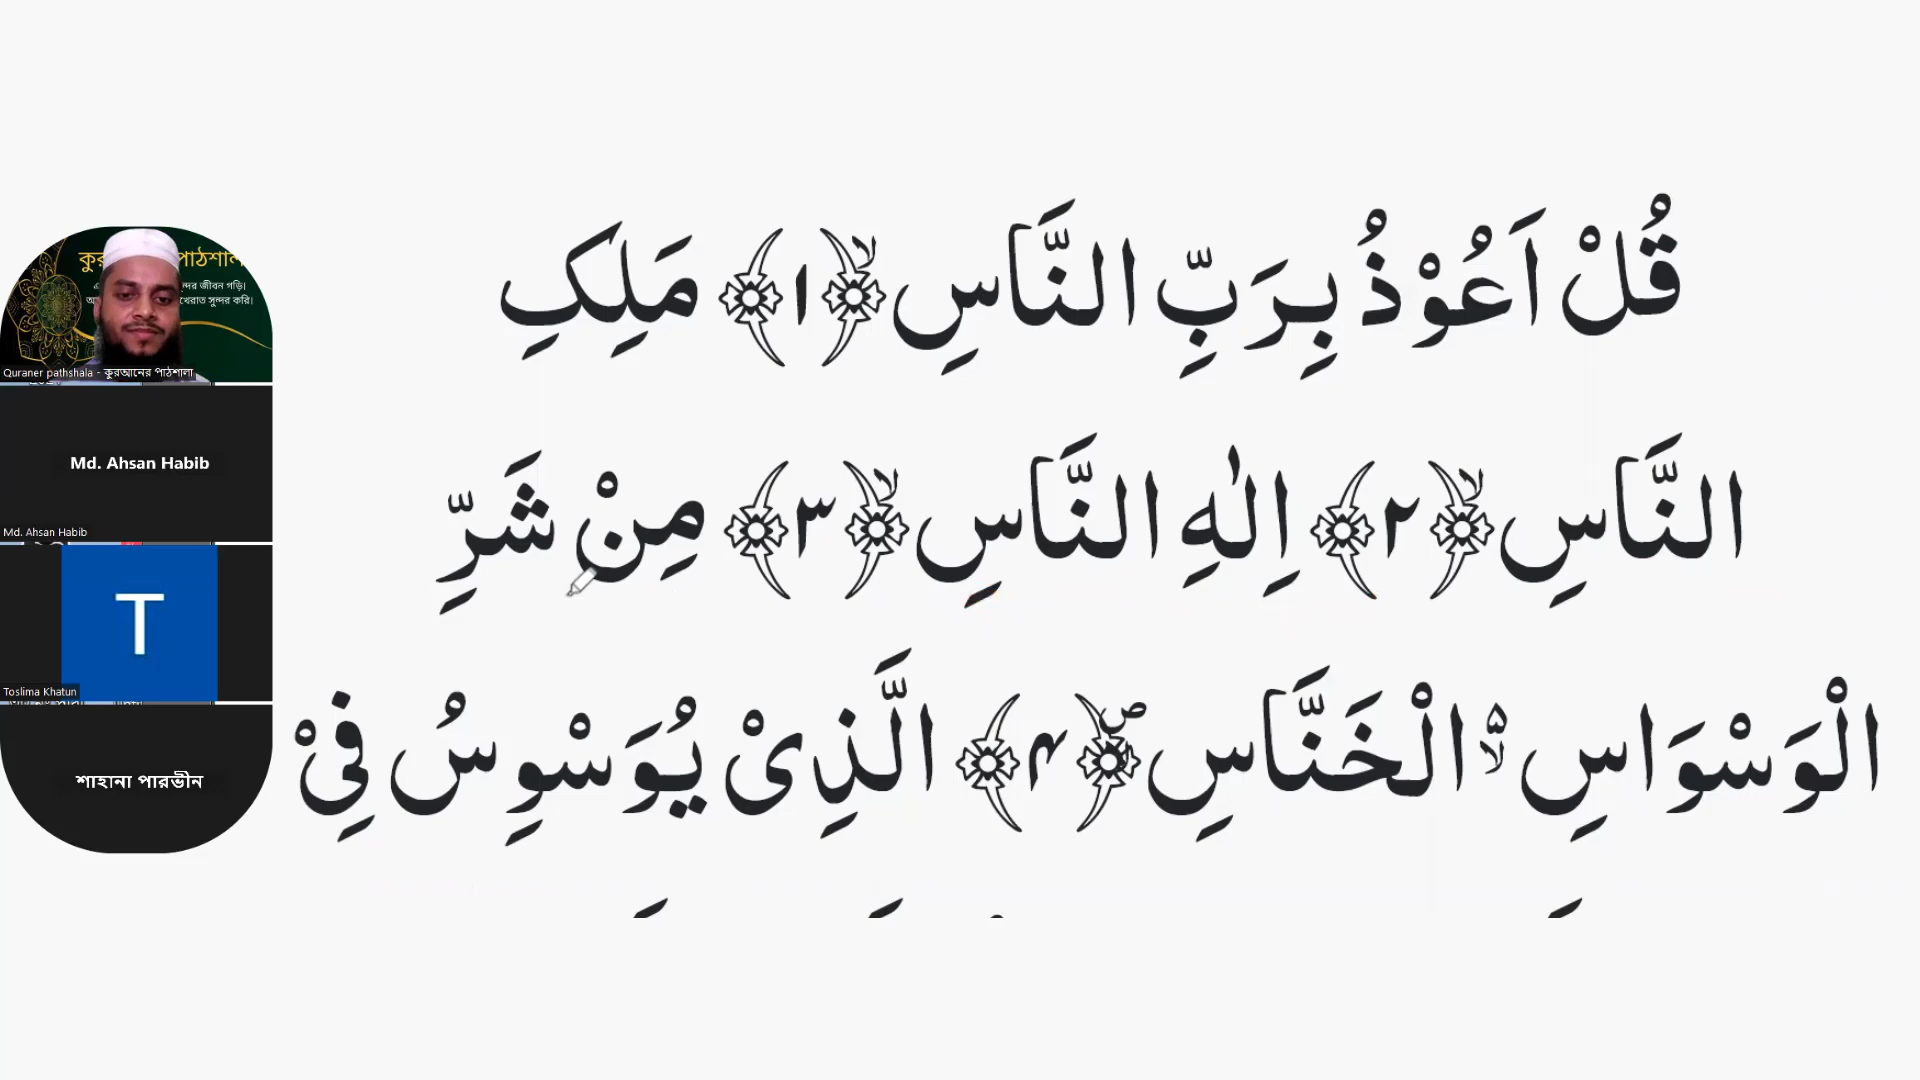 قُلْ اَعُوْذُ بِرَبِّ النَّاسِ ۙ﴿۱﴾ مَلِكِ
النَّاسِ ۙ﴿۲﴾ اِلٰهِ النَّاسِ ۙ﴿۳﴾ مِنْ شَرِّ
الْوَسْوَاسِ ۙ۵ الْخَنَّاسِ ۪ۙ﴿۴﴾ الَّذِیْ یُوَسْوِسُ فِیْ
Quraner pathshala - কুরআনের পাঠশালা
Md. Ahsan Habib
Md. Ahsan Habib
T
Toslima Khatun
শাহানা পারভীন